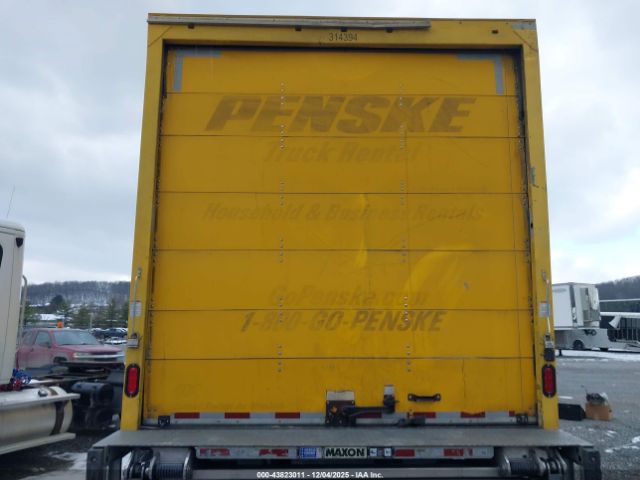 314394
PENSKE
Truck Rental
Household & Business Rentals
GoPenske.com
1-800-GO-PENSKE
MAXON
000-43823011 - 12/04/2025 - IAA